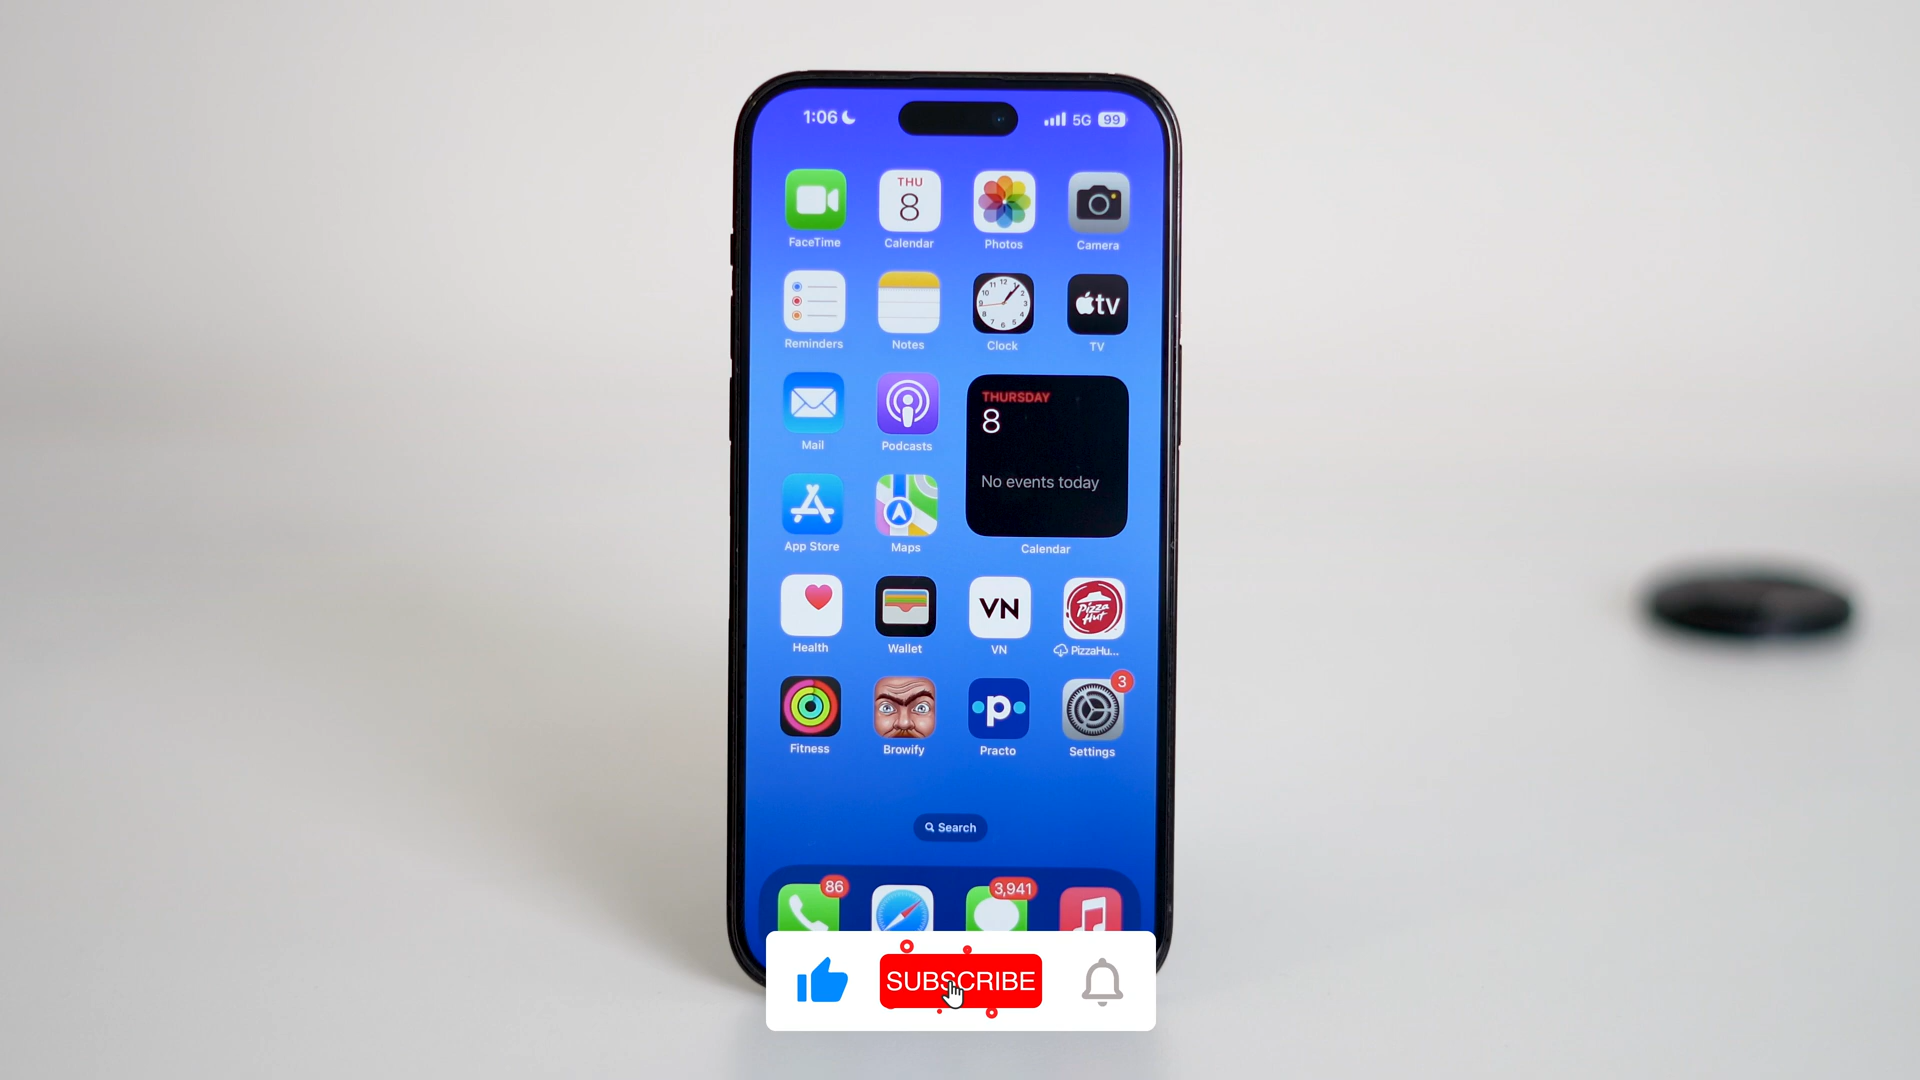 1:06
5G 99
THU
8
FaceTime Calendar Photos Camera
tv
Reminders Notes Clock TV
THURSDAY
8
No events today
Mail Podcasts
App Store Maps Calendar
VN
Pizza Hut
Health Wallet VN PizzaHu...
3
p
Fitness Browify Practo Settings
Search
86
3,941
SUBSCRIBE